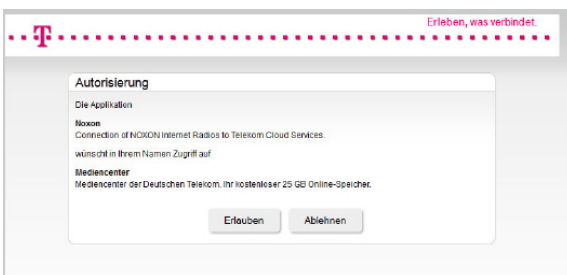 Erleben, was verbindet.
T
Autorisierung
Die Applikation
Noxon
Connection of NOXON Internet Radios to Telekom Cloud Services.
wünscht in Ihrem Namen Zugriff auf
Mediencenter
Mediencenter der Deutschen Telekom. Ihr kostenloser 25 GB Online-Speicher.
Erlauben Ablehnen